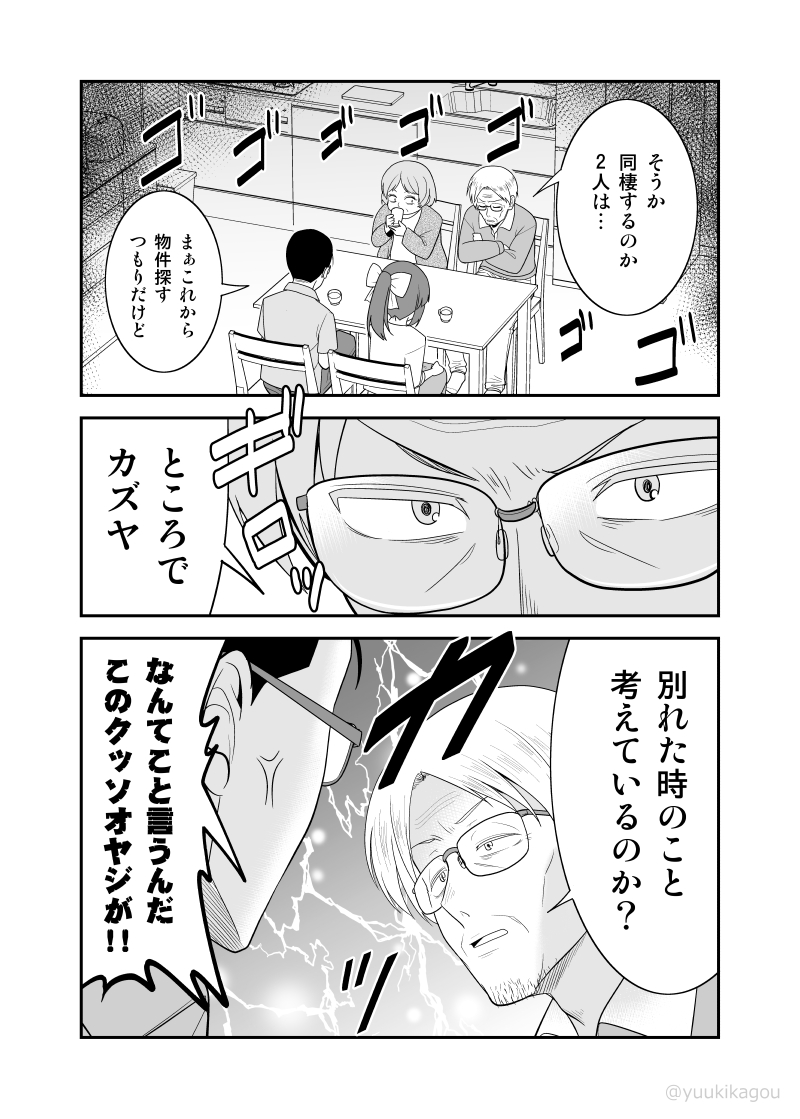 そうか
同棲するのか
2人は…
ゴゴゴゴゴ
まぁこれから
物件探す
つもりだけど
ゴゴ
ギロッ
ところで
カズヤ
別れた時のこと
考えているのか？
カッ
なんてこと言うんだ
このクッソオヤジが!!
@yuukikagou